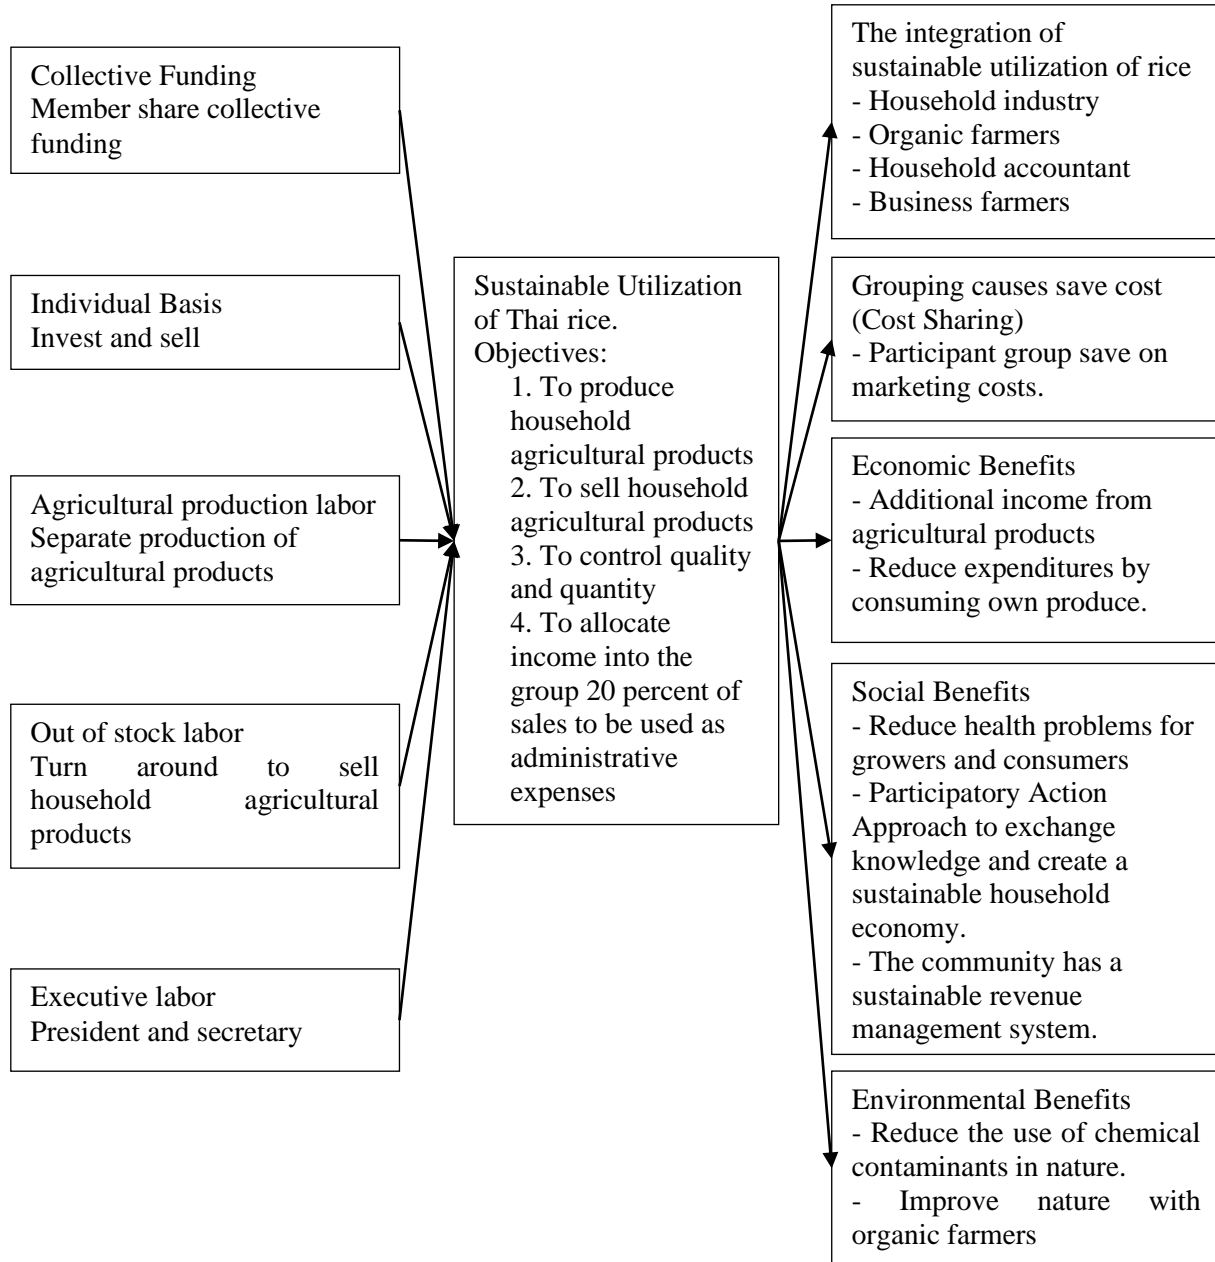 Collective Funding
Member share collective
funding
Individual Basis
Invest and sell
Agricultural production labor
Separate production of
agricultural products
Out of stock labor
Turn around to sell
household agricultural
products
Executive labor
President and secretary
Sustainable Utilization
of Thai rice.
Objectives:
1. To produce
household
agricultural products
2. To sell household
agricultural products
3. To control quality
and quantity
4. To allocate
income into the
group 20 percent of
sales to be used as
administrative
expenses
The integration of
sustainable utilization of rice
- Household industry
- Organic farmers
- Household accountant
- Business farmers
Grouping causes save cost
(Cost Sharing)
- Participant group save on
marketing costs.
Economic Benefits
- Additional income from
agricultural products
- Reduce expenditures by
consuming own produce.
Social Benefits
- Reduce health problems for
growers and consumers
- Participatory Action
Approach to exchange
knowledge and create a
sustainable household
economy.
- The community has a
sustainable revenue
management system.
Environmental Benefits
- Reduce the use of chemical
contaminants in nature.
- Improve nature with
organic farmers